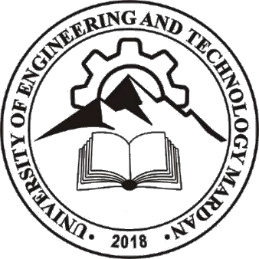 UNIVERSITY OF ENGINEERING AND TECHNOLOGY MARDAN
• 2018 •